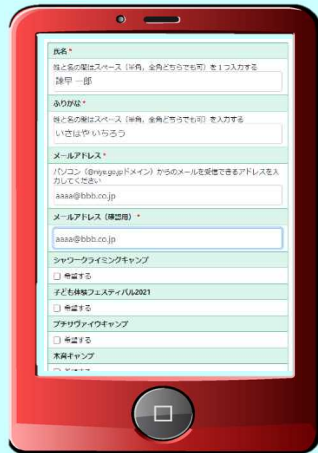 氏名*
姓と名の間はスペース（半角、全角どちらでも可）を１つ入力する
諫早 一郎
ふりがな*
姓と名の間はスペース（半角、全角どちらでも可）を入力する
いさはや いちろう
メールアドレス*
パソコン（@niye.go.jpドメイン）からのメールを受信できるアドレスを入
力してください
aaaa@bbb.co.jp
メールアドレス（確認用）*
aaaa@bbb.co.jp
シャワークライミングキャンプ
希望する
子ども体験フェスティバル2021
希望する
プチサヴァイヴキャンプ
希望する
木育キャンプ